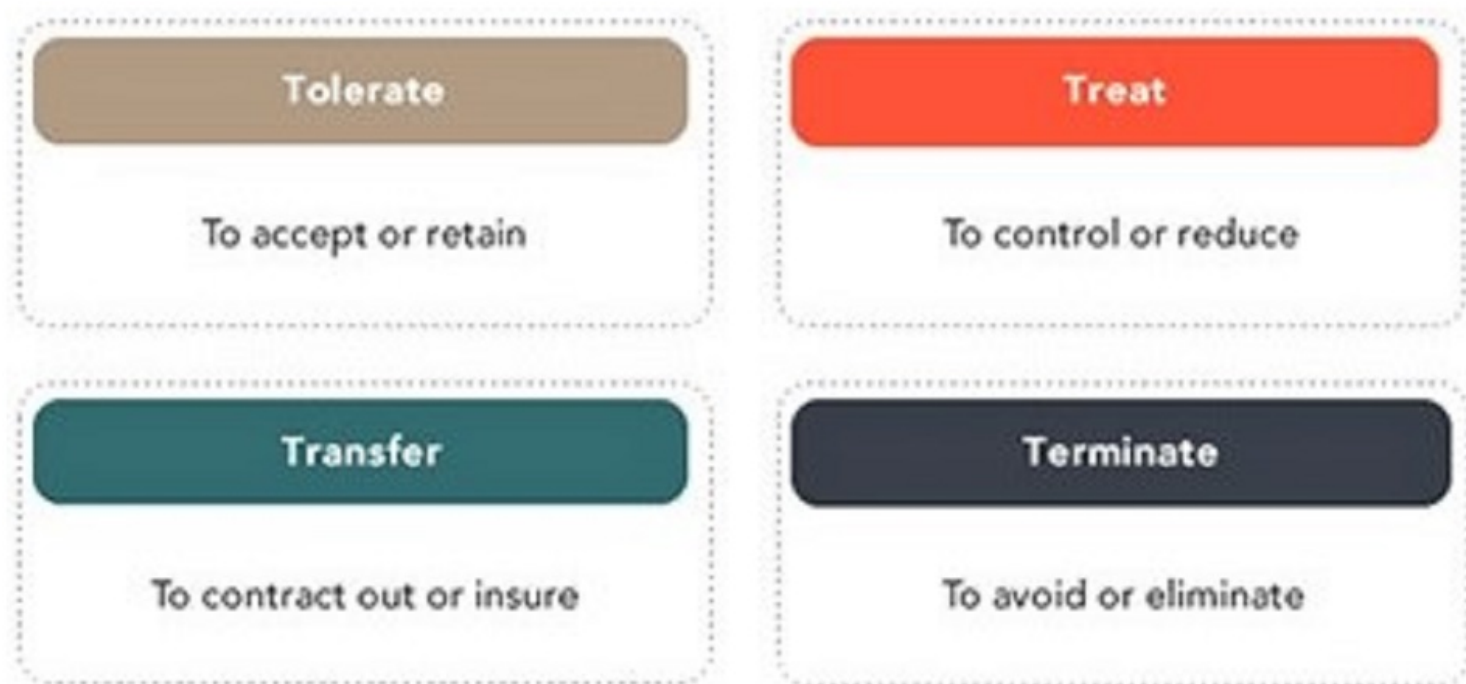 Tolerate
To accept or retain
Treat
To control or reduce
Transfer
To contract out or insure
Terminate
To avoid or eliminate